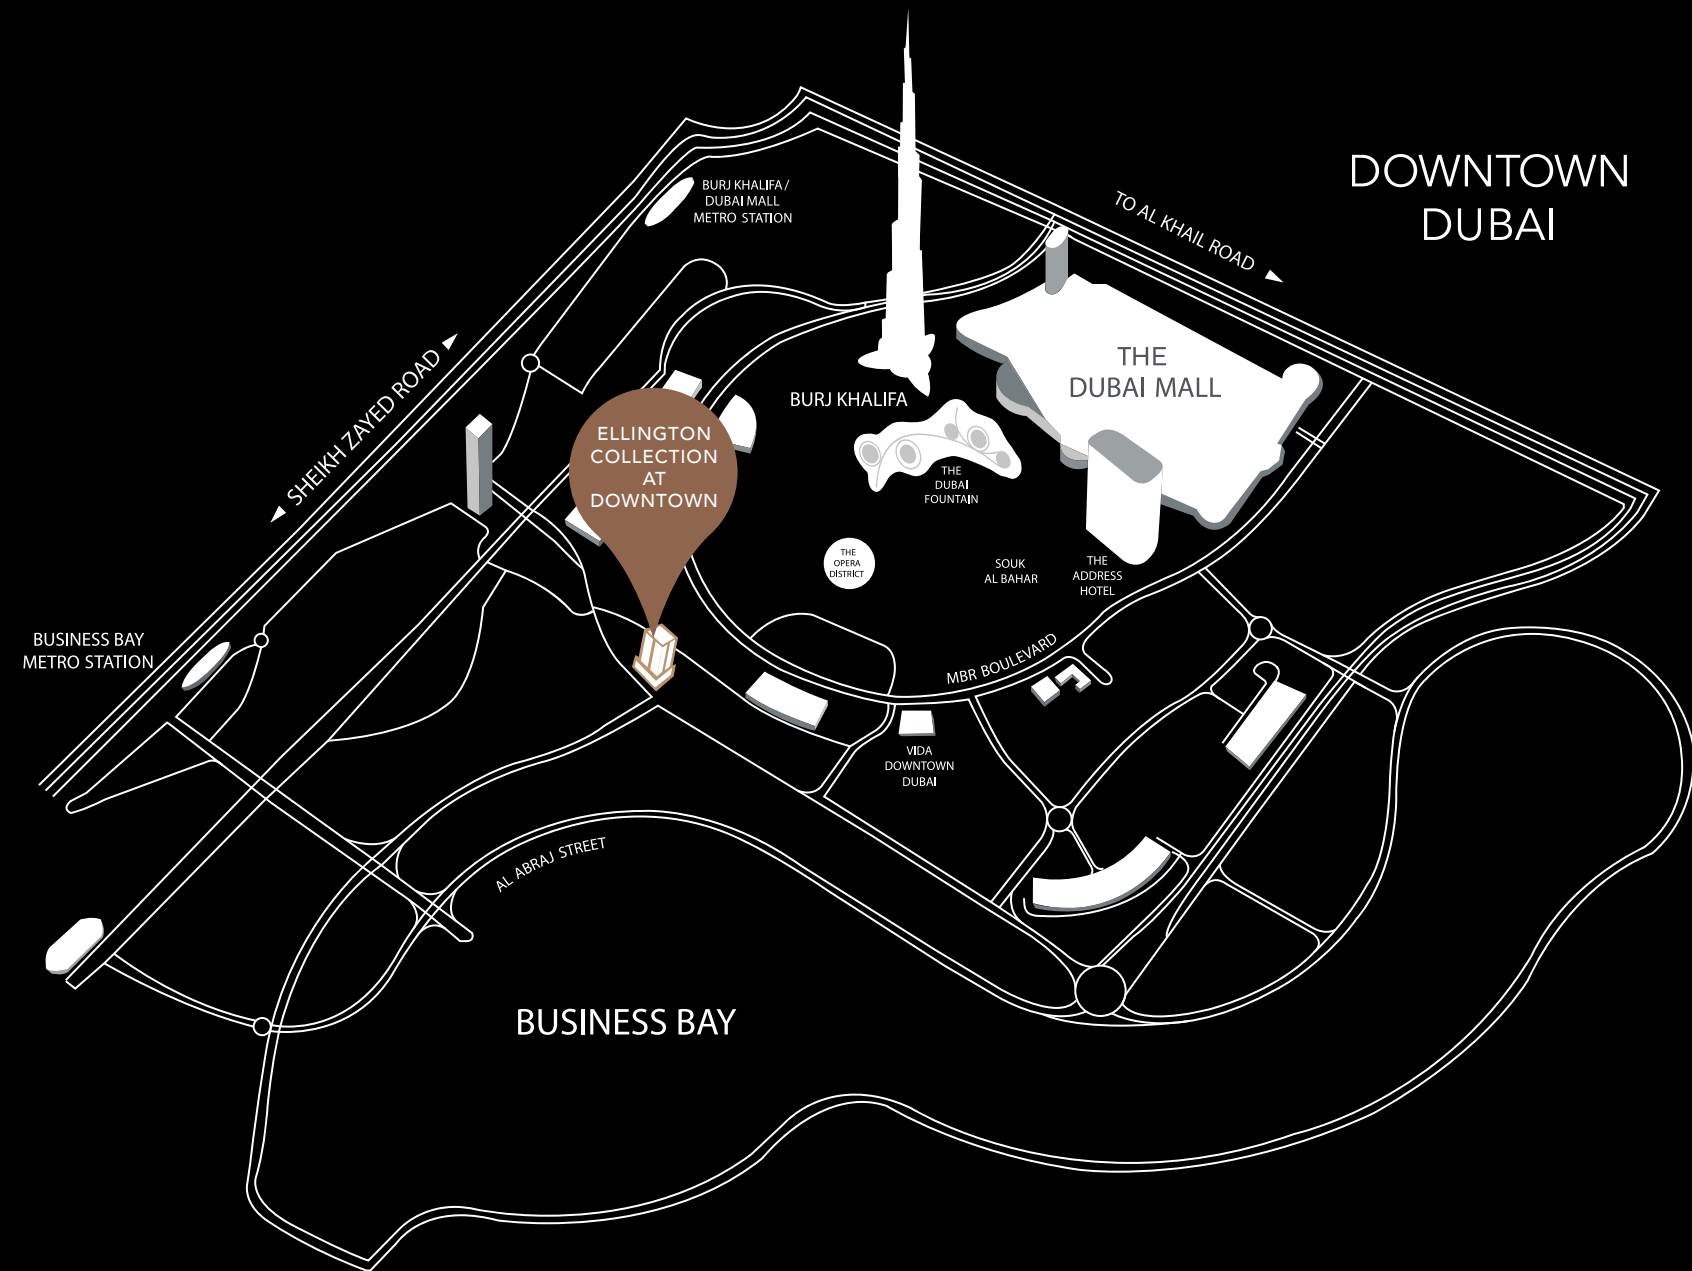 DOWNTOWN
DUBAI
BURJ KHALIFA /
DUBAI MALL
METRO STATION
TO AL KHAIL ROAD
SHEIKH ZAYED ROAD
THE
DUBAI MALL
BURJ KHALIFA
ELLINGTON
COLLECTION
AT
DOWNTOWN
THE
DUBAI
FOUNTAIN
THE
OPERA
DISTRICT
SOUK
AL BAHAR
THE
ADDRESS
HOTEL
BUSINESS BAY
METRO STATION
MBR BOULEVARD
VIDA
DOWNTOWN
DUBAI
AL ABRAJ STREET
BUSINESS BAY